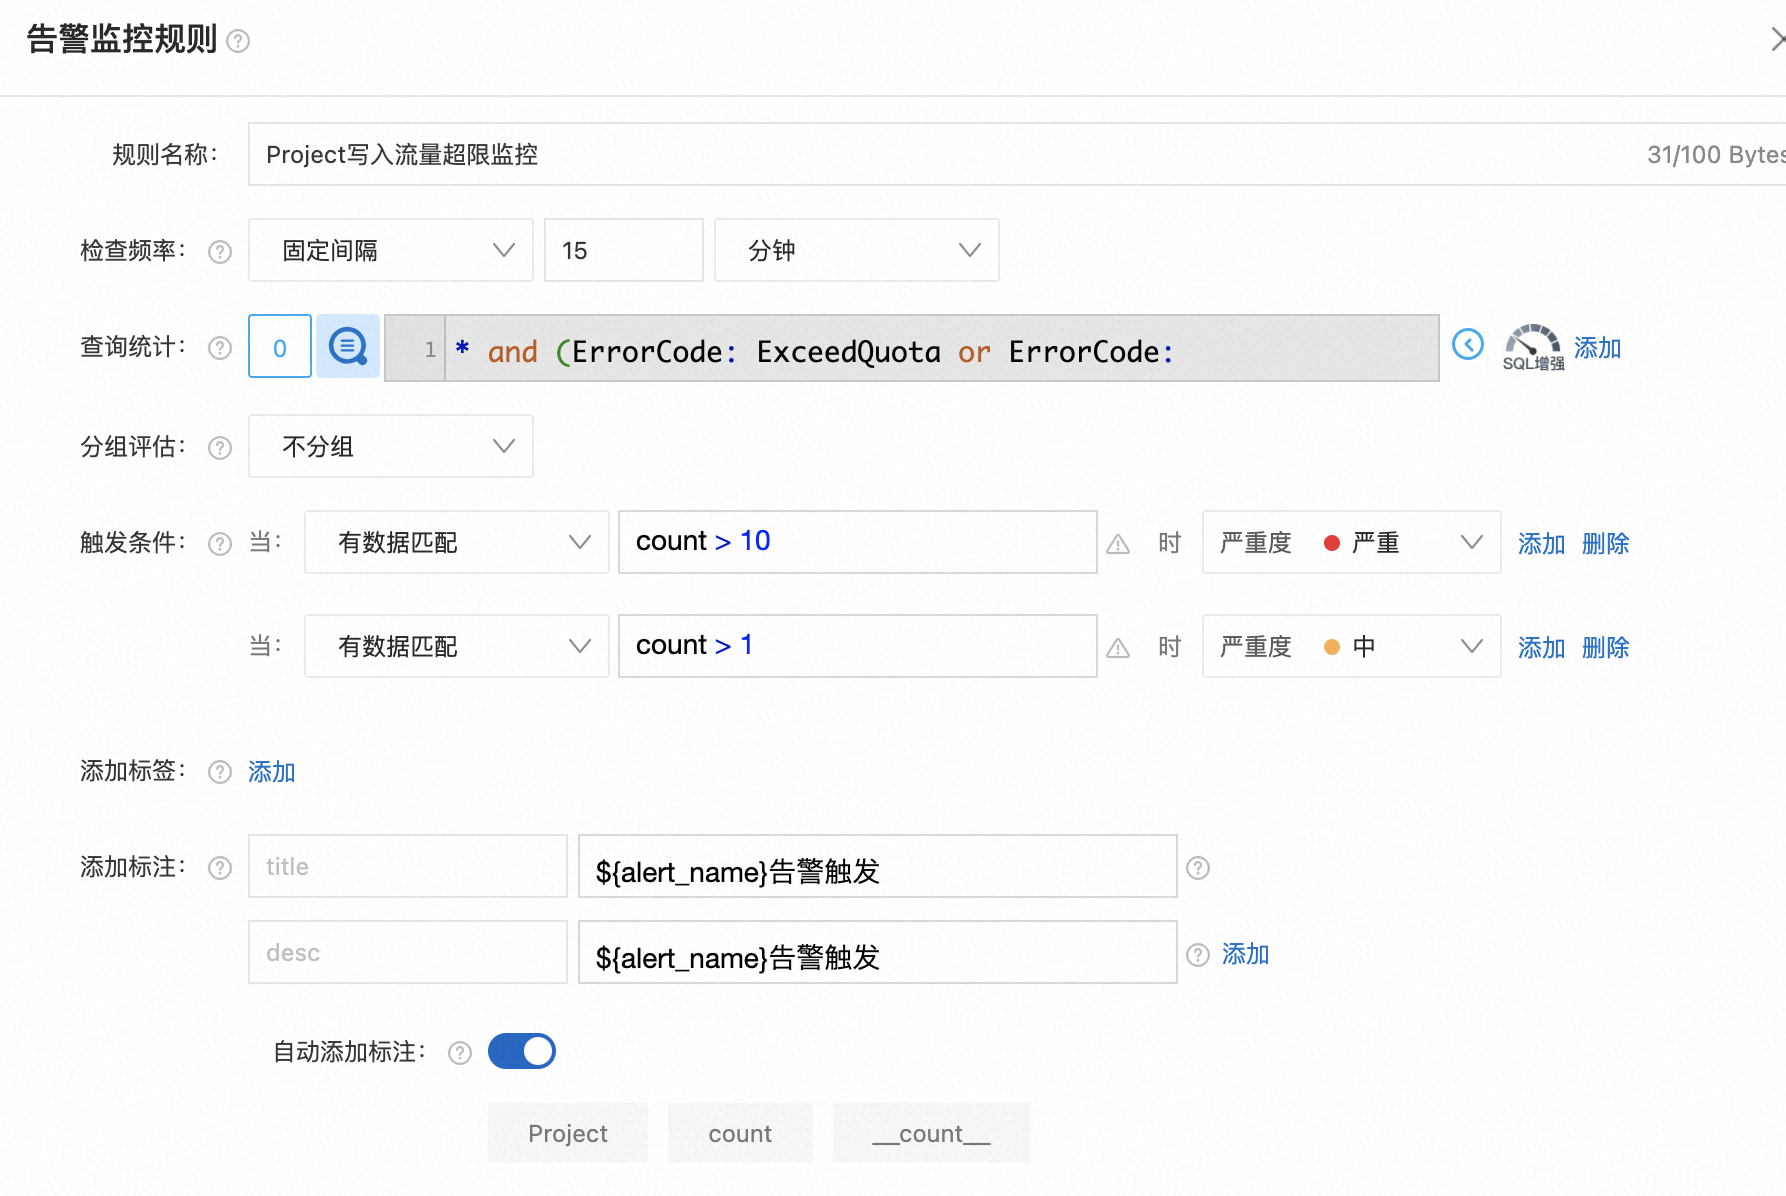 告警监控规则 ?
规则名称： Project写入流量超限监控 31/100 Bytes
检查频率： ? 固定间隔 15 分钟
查询统计： ? 0 1 * and (ErrorCode: ExceedQuota or ErrorCode: SQL增强 添加
分组评估： ? 不分组
触发条件： ? 当： 有数据匹配 count > 10 时 严重度 严重 添加 删除
当： 有数据匹配 count > 1 时 严重度 中 添加 删除
添加标签： ? 添加
添加标注： ? title ${alert_name}告警触发 ?
desc ${alert_name}告警触发 ? 添加
自动添加标注： ?
Project count __count__